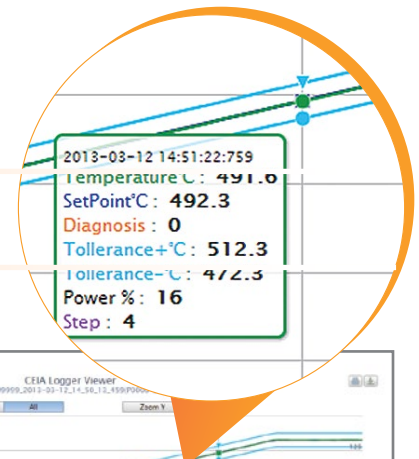 2013-03-12 14:51:22:759
Temperature°C : 491.6
SetPoint°C : 492.3
Diagnosis : 0
Tollerance+°C : 512.3
Tollerance-°C : 472.3
Power % : 16
Step : 4
CEIA Logger Viewer
All
Zoom Y